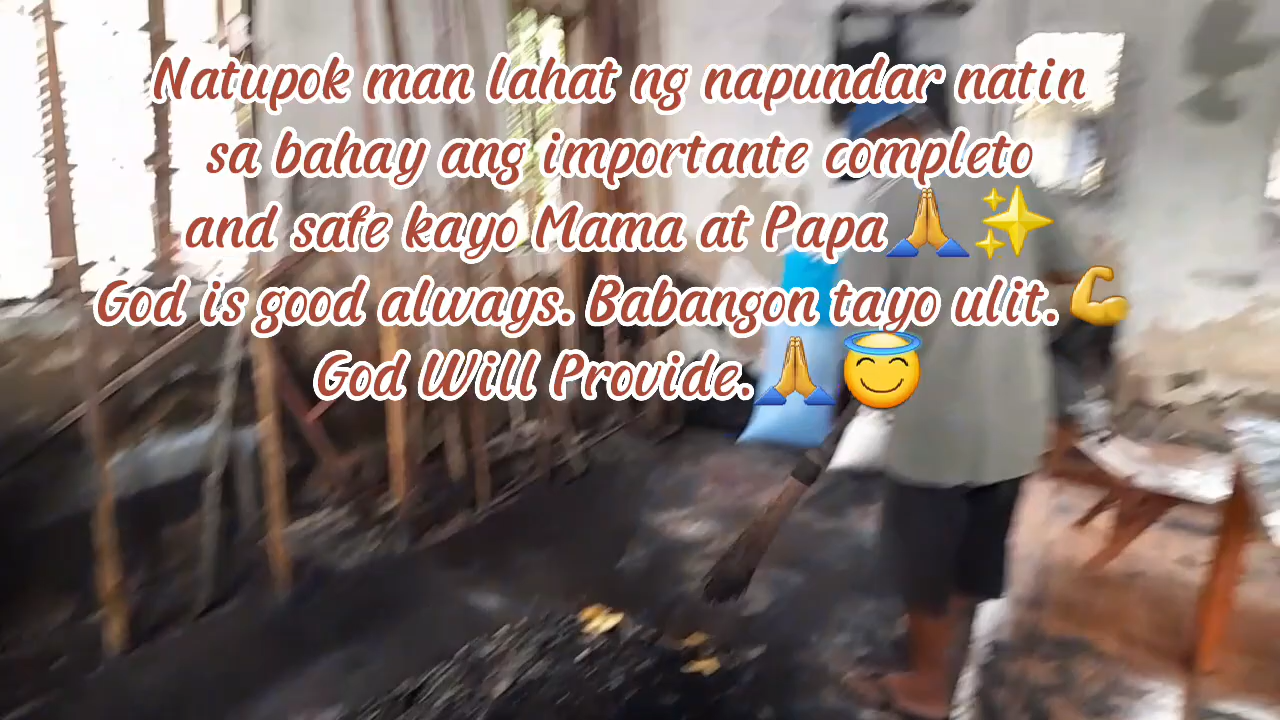 Natupok man lahat ng napundar natin
sa bahay ang importante completo
and safe kayo Mama at Papa🙏✨
God is good always. Babangon tayo ulit.💪
God Will Provide.🙏😇